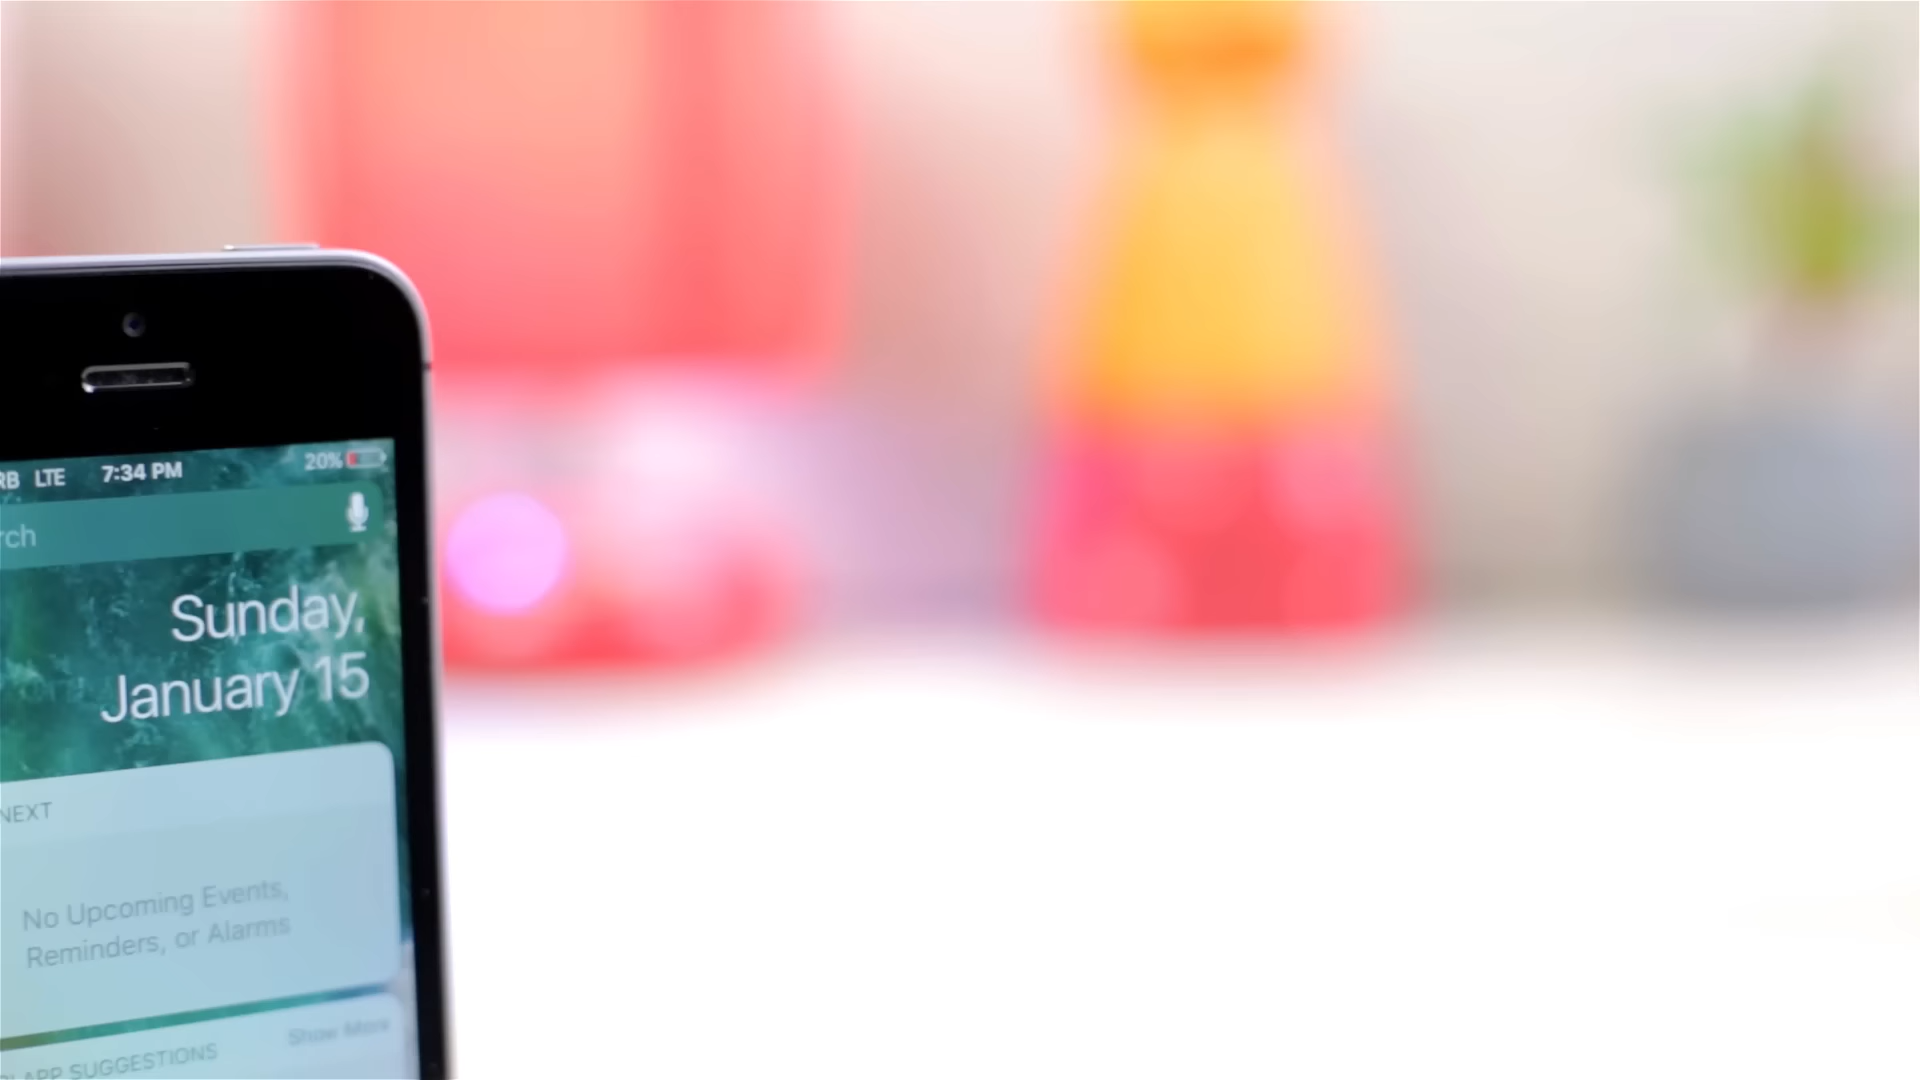 RB LTE 7:34 PM 20%
rch
Sunday,
January 15
NEXT
No Upcoming Events,
Reminders, or Alarms
Show More
APP SUGGESTIONS